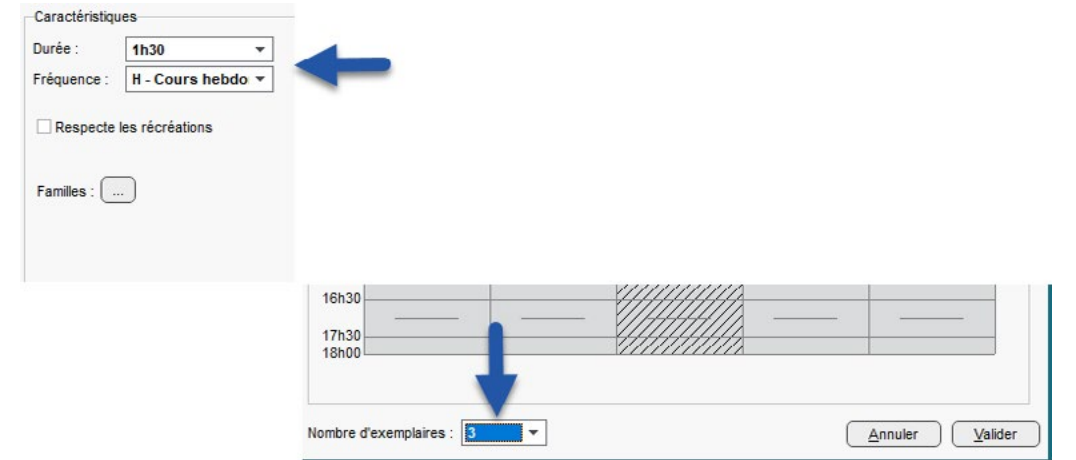 Caractéristiques
Durée : 1h30
Fréquence : H - Cours hebdo
Respecte les récréations
Familles : ...
16h30
17h30
18h00
Nombre d'exemplaires : 3 Annuler Valider